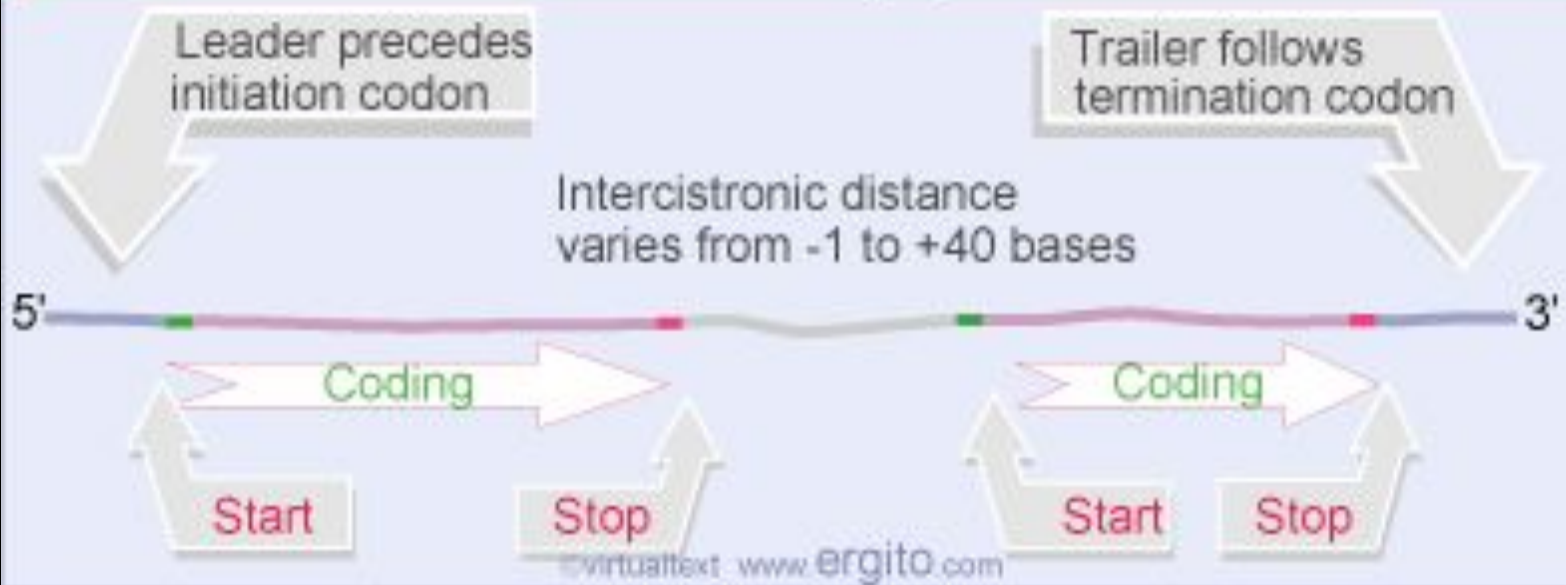 Leader precedes
initiation codon
Trailer follows
termination codon
Intercistronic distance
varies from -1 to +40 bases
5'
3'
Coding
Coding
Start
Stop
Start
Stop
©virtualtext www.ergito.com